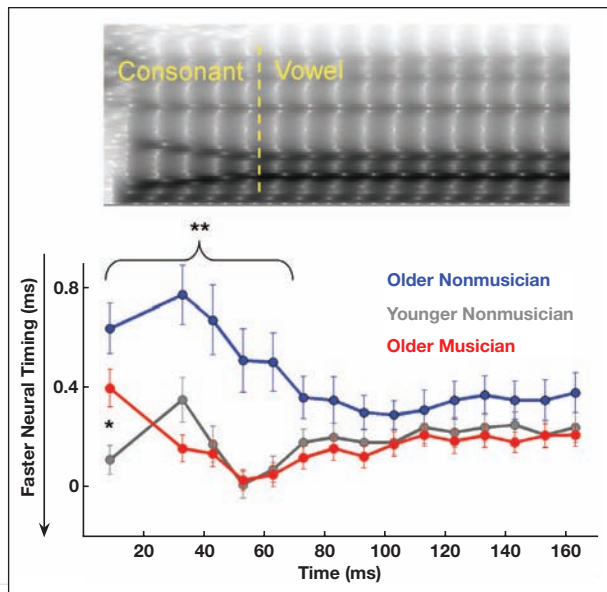 Consonant Vowel
**
Faster Neural Timing (ms)
0.8
0.4
0
*
Older Nonmusician
Younger Nonmusician
Older Musician
20 40 60 80 100 120 140 160
Time (ms)